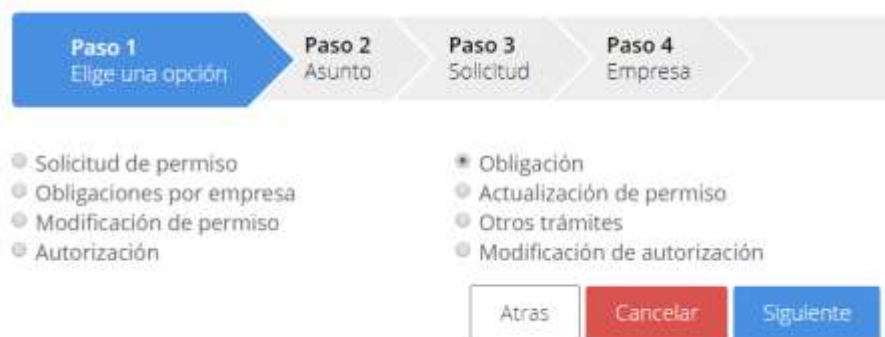 Paso 1
Elige una opción
Paso 2
Asunto
Paso 3
Solicitud
Paso 4
Empresa
Solicitud de permiso
Obligaciones por empresa
Modificación de permiso
Autorización
Obligación
Actualización de permiso
Otros trámites
Modificación de autorización
Atras
Cancelar
Siguiente